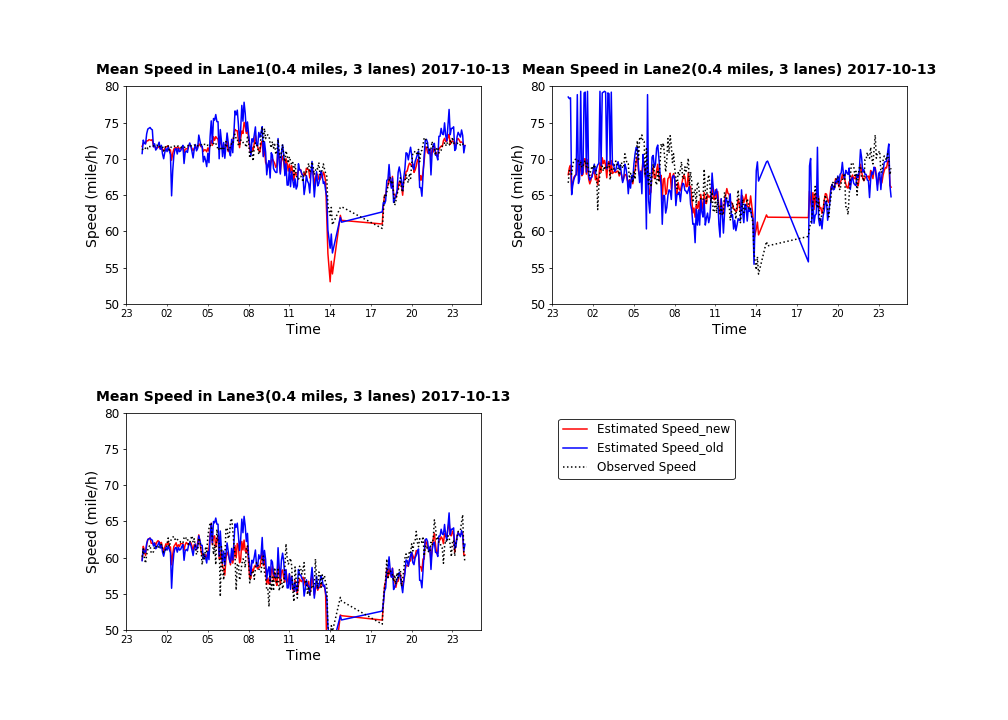 Mean Speed in Lane1(0.4 miles, 3 lanes) 2017-10-13
80
75
70
65
60
55
50
Speed (mile/h)
23 02 05 08 11 14 17 20 23
Time
Mean Speed in Lane2(0.4 miles, 3 lanes) 2017-10-13
80
75
70
65
60
55
50
Speed (mile/h)
23 02 05 08 11 14 17 20 23
Time
Mean Speed in Lane3(0.4 miles, 3 lanes) 2017-10-13
80
75
70
65
60
55
50
Speed (mile/h)
23 02 05 08 11 14 17 20 23
Time
Estimated Speed_new
Estimated Speed_old
Observed Speed